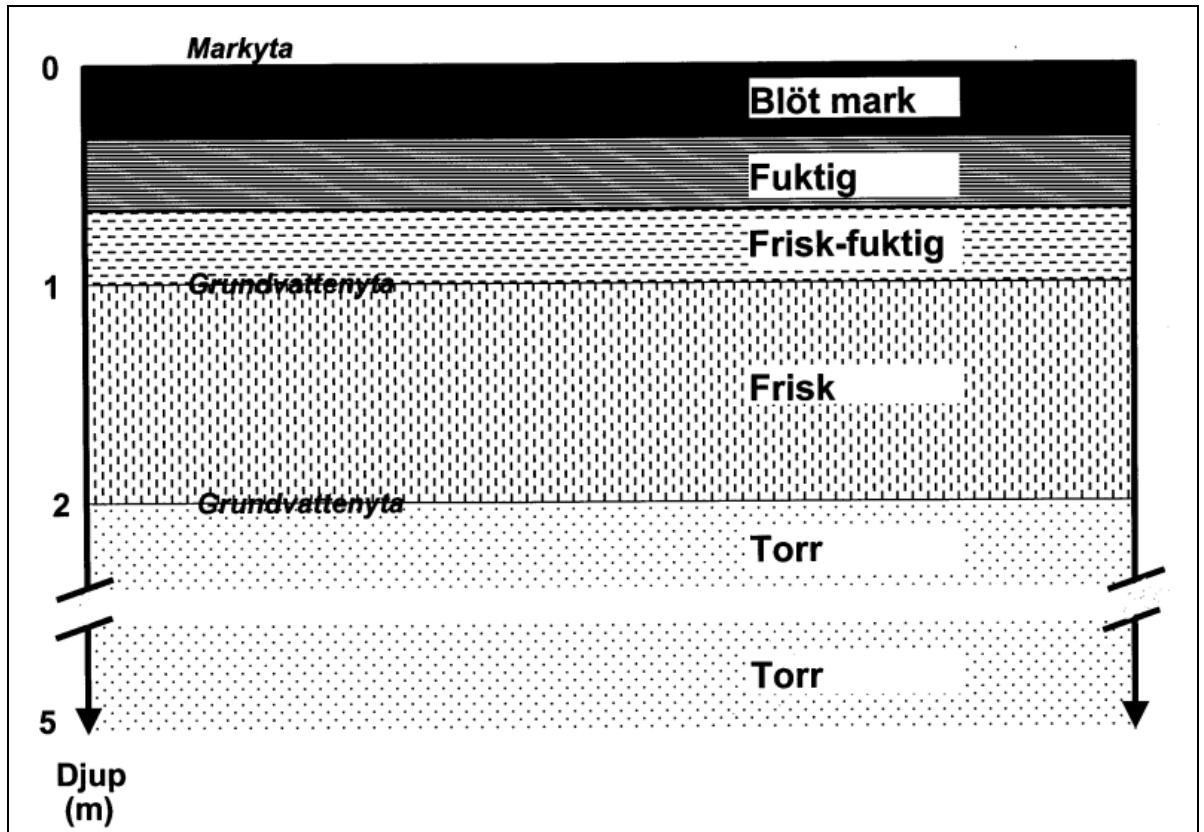 Markyta
0
Blöt mark
Fuktig
Frisk-fuktig
1
Grundvattenyta
Frisk
2
Grundvattenyta
Torr
Torr
5
Djup
(m)